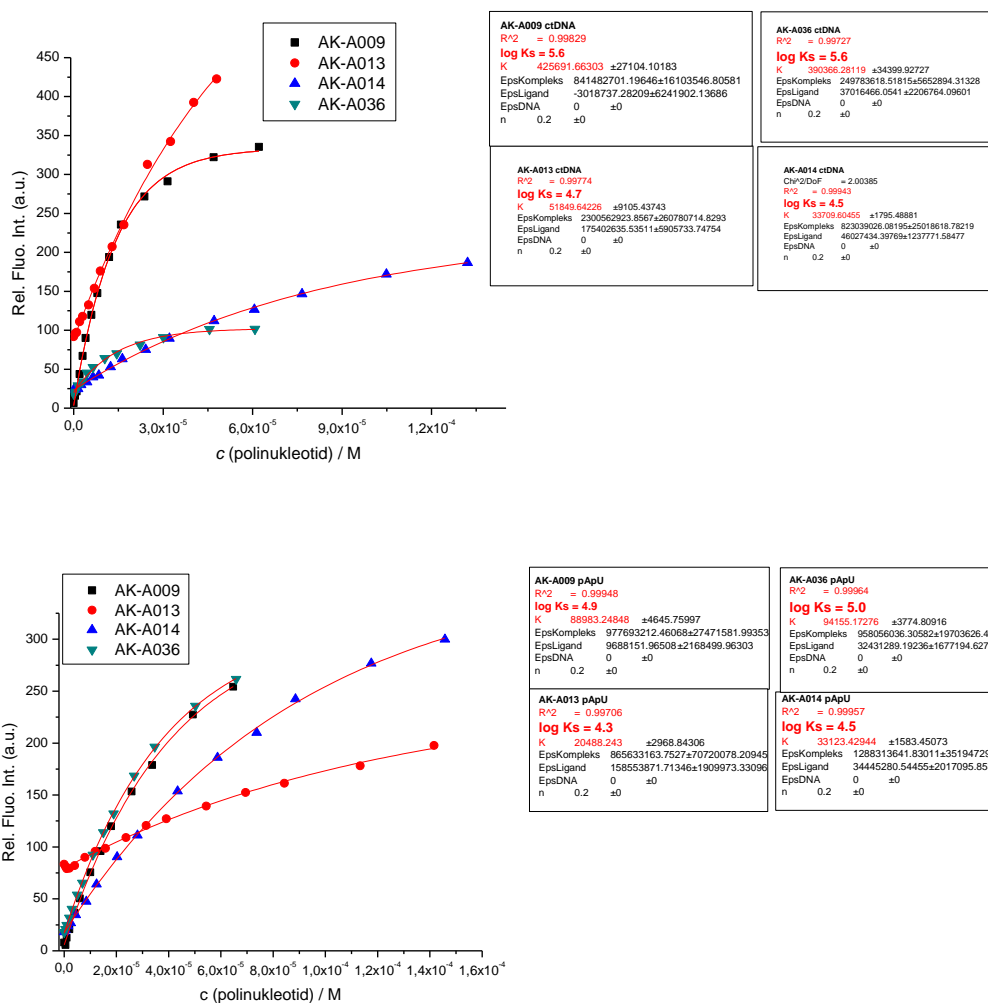 AK-A009
AK-A013
AK-A014
AK-A036
450
400
350
300
250
200
150
100
50
0
Rel. Fluo. Int. (a.u.)
0,0
3,0x10-5
6,0x10-5
9,0x10-5
1,2x10-4
c (polinukleotid) / M
AK-A009 ctDNA
R^2 = 0.99829
log Ks = 5.6
K 425691.66303 ±27104.10183
EpsKompleks 841482701.19646±16103546.80581
EpsLigand -3018737.28209±6241902.13686
EpsDNA 0 ±0
n 0.2 ±0
AK-A036 ctDNA
R^2 = 0.99727
log Ks = 5.6
K 390366.28119 ±34399.92727
EpsKompleks 249783618.51815±5652894.31328
EpsLigand 37016466.0541 ±2206764.09601
EpsDNA 0 ±0
n 0.2 ±0
AK-A013 ctDNA
R^2 = 0.99774
log Ks = 4.7
K 51849.64226 ±9105.43743
EpsKompleks 2300562923.8567±260780714.8293
EpsLigand 175402635.53511±5905733.74754
EpsDNA 0 ±0
n 0.2 ±0
AK-A014 ctDNA
Chi^2/DoF = 2.00385
R^2 = 0.99943
log Ks = 4.5
K 33709.60455 ±1795.48881
EpsKompleks 823039026.08195±25018618.78219
EpsLigand 46027434.39769±1237771.58477
EpsDNA 0 ±0
n 0.2 ±0
AK-A009
AK-A013
AK-A014
AK-A036
300
250
200
150
100
50
0
Rel. Fluo. Int. (a.u.)
0,0
2,0x10-5
4,0x10-5
6,0x10-5
8,0x10-5
1,0x10-4
1,2x10-4
1,4x10-4
1,6x10-4
c (polinukleotid) / M
AK-A009 pApU
R^2 = 0.99948
log Ks = 4.9
K 88983.24848 ±4645.75997
EpsKompleks 977693212.46068±27471581.99353
EpsLigand 9688151.96508±2168499.96303
EpsDNA 0 ±0
n 0.2 ±0
AK-A036 pApU
R^2 = 0.99964
log Ks = 5.0
K 94155.17276 ±3774.80916
EpsKompleks 958056036.30582±19703626.4
EpsLigand 32431289.19236±1677194.627
EpsDNA 0 ±0
n 0.2 ±0
AK-A013 pApU
R^2 = 0.99706
log Ks = 4.3
K 20488.243 ±2968.84306
EpsKompleks 865633163.7527±70720078.20945
EpsLigand 158553871.71346±1909973.33096
EpsDNA 0 ±0
n 0.2 ±0
AK-A014 pApU
R^2 = 0.99957
log Ks = 4.5
K 33123.42944 ±1583.45073
EpsKompleks 1288313641.83011±35194729
EpsLigand 34445280.54455±2017095.85
EpsDNA 0 ±0
n 0.2 ±0